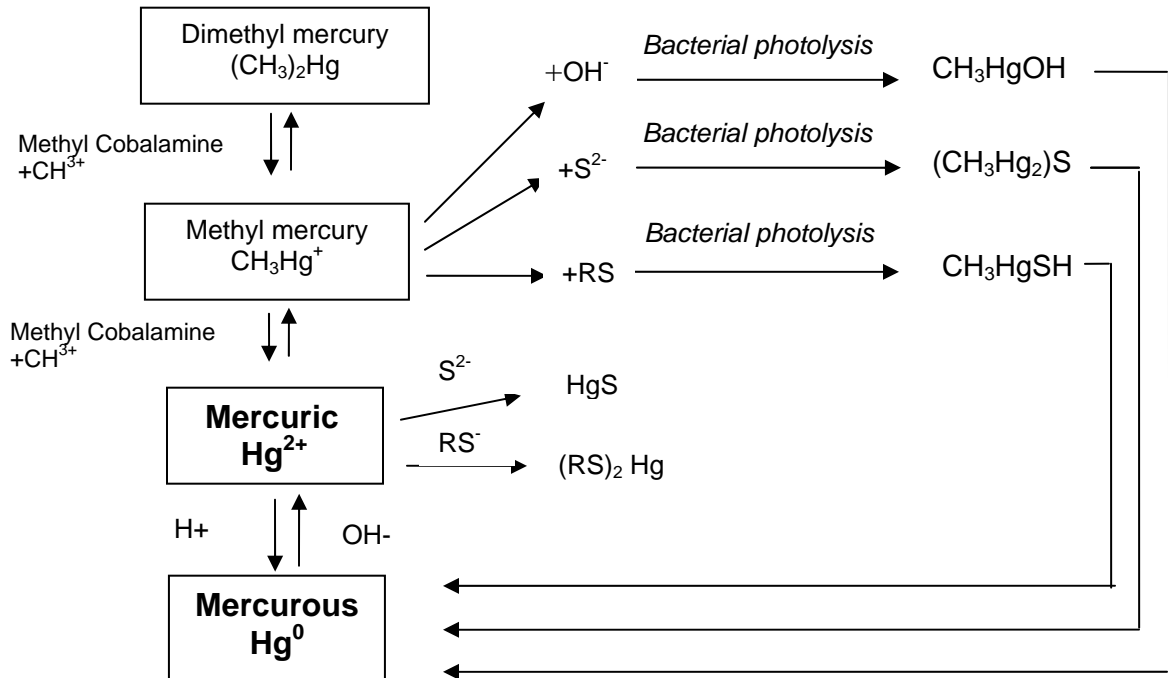 Dimethyl mercury
(CH₃)₂Hg
Methyl Cobalamine
+CH³⁺
Methyl mercury
CH₃Hg⁺
+OH⁻
Bacterial photolysis
CH₃HgOH
+S²⁻
Bacterial photolysis
(CH₃Hg₂)S
+RS
Bacterial photolysis
CH₃HgSH
Methyl Cobalamine
+CH³⁺
Mercuric
Hg²⁺
S²⁻
HgS
RS⁻
(RS)₂ Hg
H+
OH-
Mercurous
Hg⁰